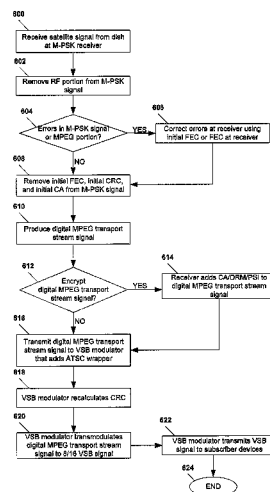 600
Receive satellite signal from dish
at M-PSK receiver
602
Remove RF portion from M-PSK
signal
604
Errors in M-PSK signal
or MPEG portion?
YES
606
Correct errors at receiver using
initial FEC or FEC at receiver
NO
608
Remove initial FEC, initial CRC,
and initial CA from M-PSK signal
610
Produce digital MPEG transport
stream signal
612
Encrypt
digital MPEG transport
stream signal?
YES
614
Receiver adds CA/DRM/PSI to
digital MPEG transport stream
signal
NO
616
Transmit digital MPEG transport
stream signal to VSB modulator
that adds ATSC wrapper
618
VSB modulator recalculates CRC
620
VSB modulator transmodulates
digital MPEG transport stream
signal to 8/16 VSB signal
622
VSB modulator transmits VSB
signal to subscriber devices
624
END